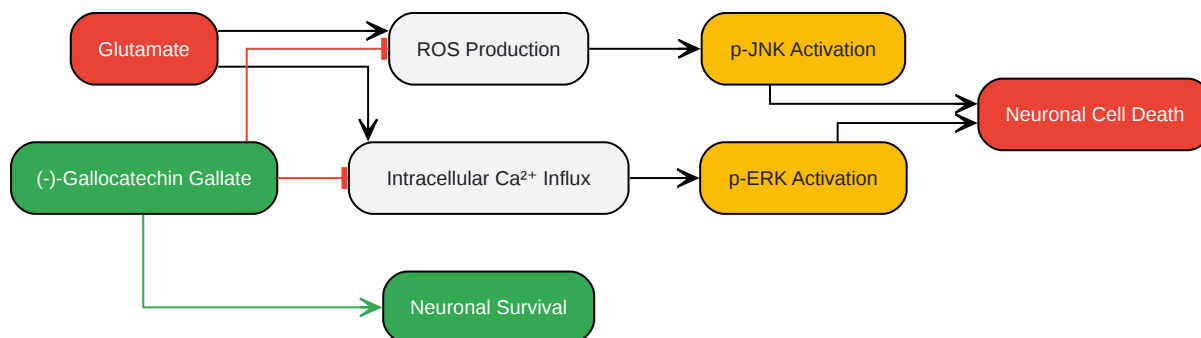 Glutamate
ROS Production
p-JNK Activation
Neuronal Cell Death
(-)-Gallocatechin Gallate
Intracellular Ca²⁺ Influx
p-ERK Activation
Neuronal Survival